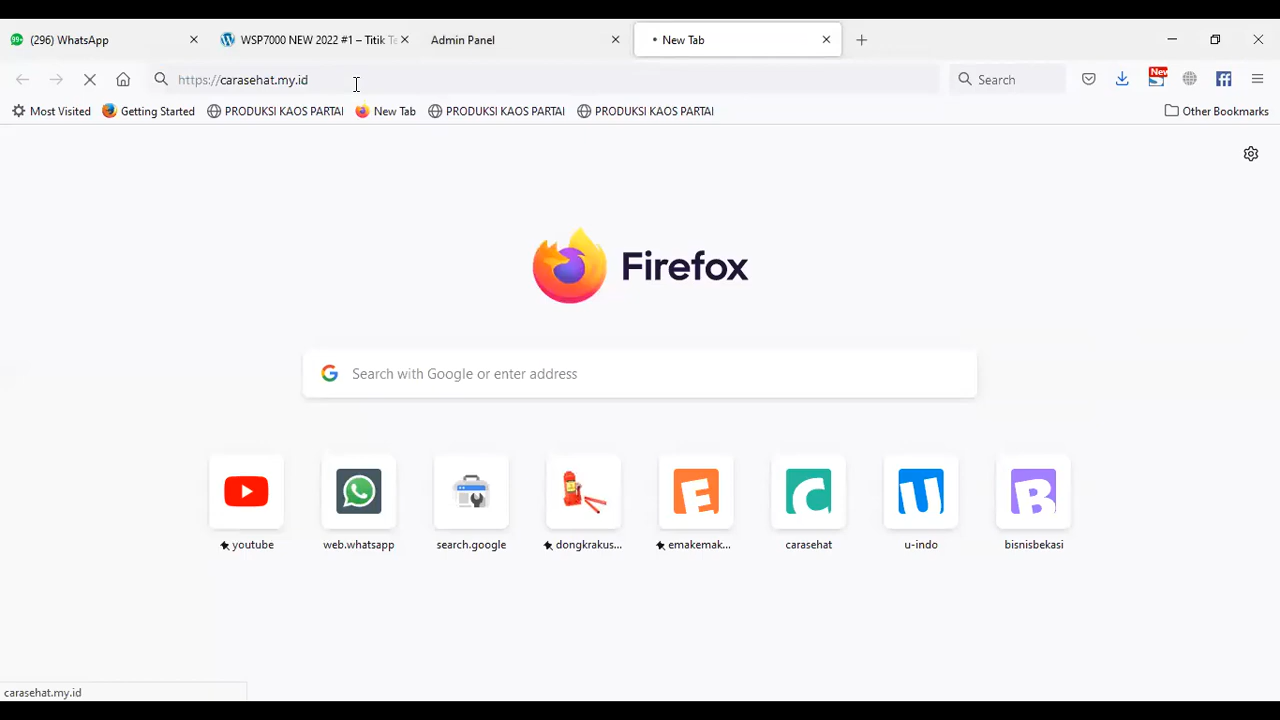 (296) WhatsApp
WSP7000 NEW 2022 #1 – Titik Te
Admin Panel
New Tab
https://carasehat.my.id
Search
New
Most Visited
Getting Started
PRODUKSI KAOS PARTAI
New Tab
PRODUKSI KAOS PARTAI
PRODUKSI KAOS PARTAI
Other Bookmarks
Firefox
Search with Google or enter address
youtube
web.whatsapp
search.google
dongkrakus...
emakemak...
carasehat
u-indo
bisnisbekasi
carasehat.my.id